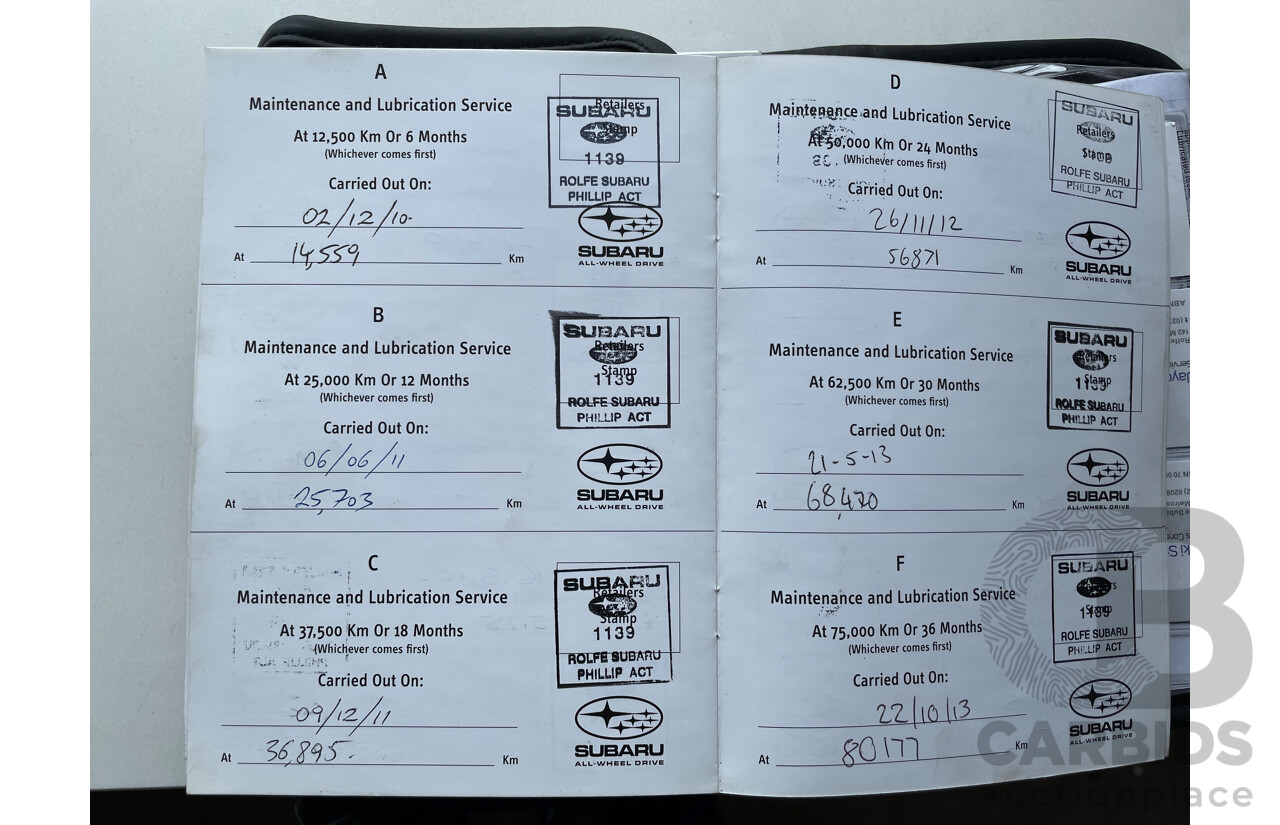 A
Maintenance and Lubrication Service
At 12,500 Km Or 6 Months
(Whichever comes first)
Carried Out On:
02/12/10
At 14,559 Km
Retailers
Stamp
SUBARU
1139
ROLFE SUBARU
PHILLIP ACT
SUBARU
ALL-WHEEL DRIVE
B
Maintenance and Lubrication Service
At 25,000 Km Or 12 Months
(Whichever comes first)
Carried Out On:
06/06/11
At 25,703 Km
SUBARU
Retailers
Stamp
1139
ROLFE SUBARU
PHILLIP ACT
SUBARU
ALL-WHEEL DRIVE
C
Maintenance and Lubrication Service
At 37,500 Km Or 18 Months
(Whichever comes first)
Carried Out On:
09/12/11
At 36,895. Km
SUBARU
Retailers
Stamp
1139
ROLFE SUBARU
PHILLIP ACT
SUBARU
ALL-WHEEL DRIVE
D
Maintenance and Lubrication Service
At 50,000 Km Or 24 Months
(Whichever comes first)
Carried Out On:
26/11/12
At 56871 Km
SUBARU
Retailers
Stamp
ROLFE SUBARU
PHILLIP ACT
SUBARU
ALL-WHEEL DRIVE
E
Maintenance and Lubrication Service
At 62,500 Km Or 30 Months
(Whichever comes first)
Carried Out On:
21-5-13
At 68,420 Km
SUBARU
Retailers
Stamp
1139
ROLFE SUBARU
PHILLIP ACT
SUBARU
ALL-WHEEL DRIVE
F
Maintenance and Lubrication Service
At 75,000 Km Or 36 Months
(Whichever comes first)
Carried Out On:
22/10/13
At 80177 Km
SUBARU
Retailers
Stamp
1139
ROLFE SUBARU
PHILLIP ACT
SUBARU
ALL-WHEEL DRIVE
CARBIDS
auctionplace